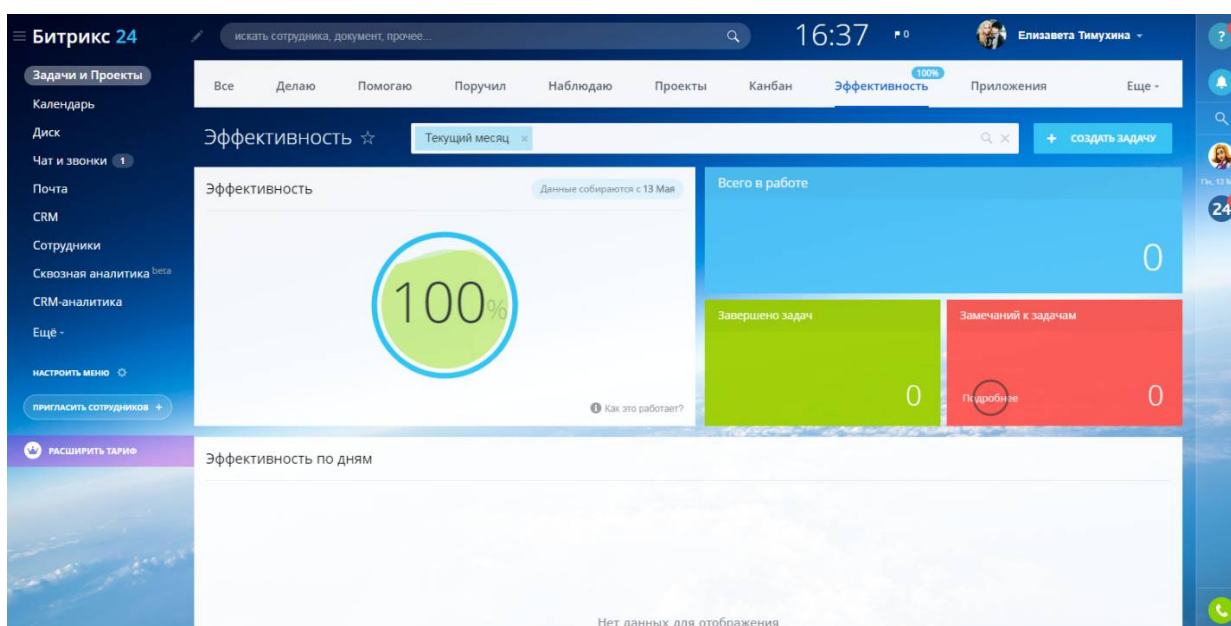 Битрикс 24
искать сотрудника, документ, прочее...
16:37
0
Елизавета Тимухина
?
Задачи и Проекты
Календарь
Диск
Чат и звонки 1
Почта
CRM
Сотрудники
Сквозная аналитика beta
CRM-аналитика
Ещё
НАСТРОИТЬ МЕНЮ
ПРИГЛАСИТЬ СОТРУДНИКОВ +
РАСШИРИТЬ ТАРИФ
Все Делаю Помогаю Поручил Наблюдаю Проекты Канбан Эффективность 100% Приложения Еще
Эффективность
Текущий месяц ×
+ СОЗДАТЬ ЗАДАЧУ
Эффективность
Данные собираются с 13 Мая
100%
Как это работает?
Всего в работе
0
Завершено задач
0
Замечаний к задачам
Подробнее
0
Эффективность по дням
Нет данных для отображения
Пн, 13
24